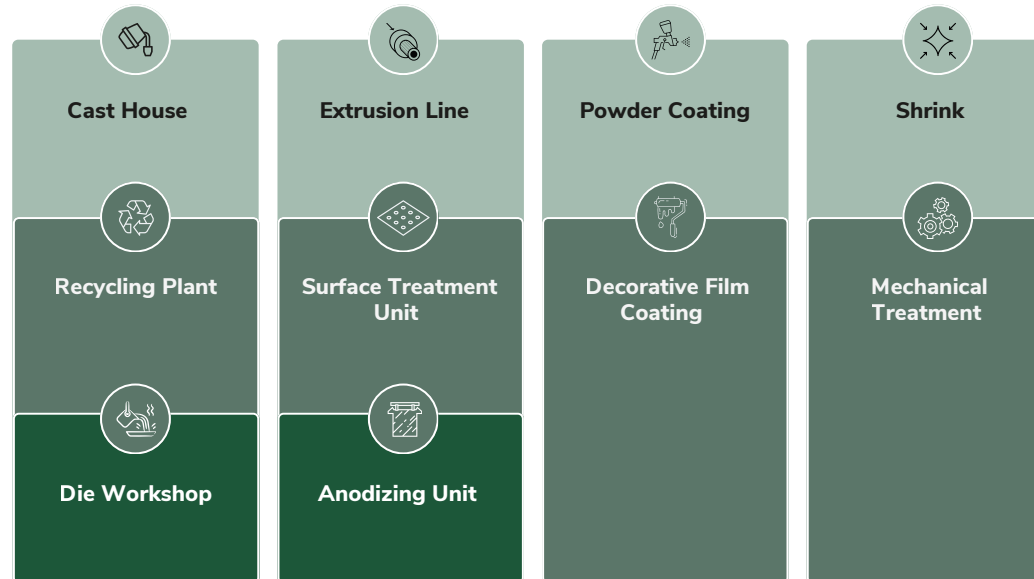 Cast House
Extrusion Line
Powder Coating
Shrink
Recycling Plant
Surface Treatment
Unit
Decorative Film
Coating
Mechanical
Treatment
Die Workshop
Anodizing Unit